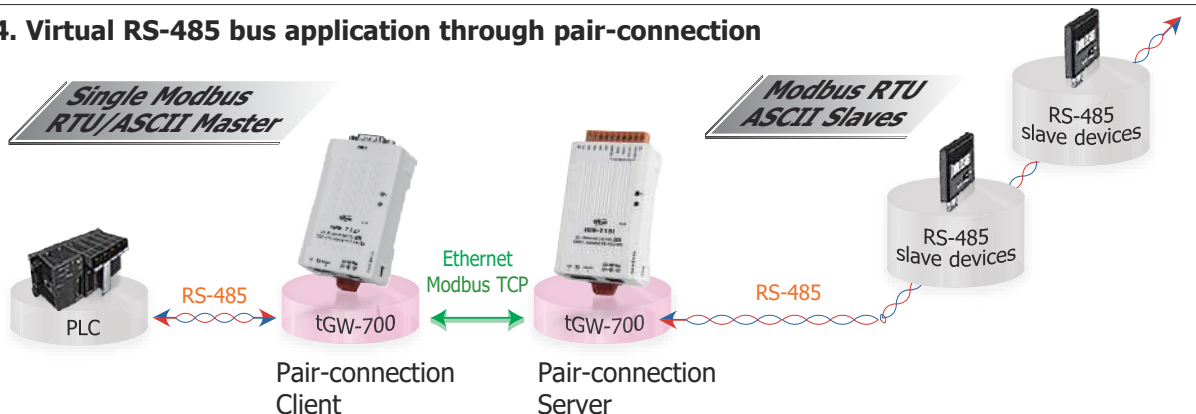 4. Virtual RS-485 bus application through pair-connection
Single Modbus
RTU/ASCII Master
Modbus RTU
ASCII Slaves
RS-485
slave devices
RS-485
slave devices
Ethernet
Modbus TCP
RS-485
RS-485
PLC
tGW-700
tGW-700
Pair-connection
Client
Pair-connection
Server